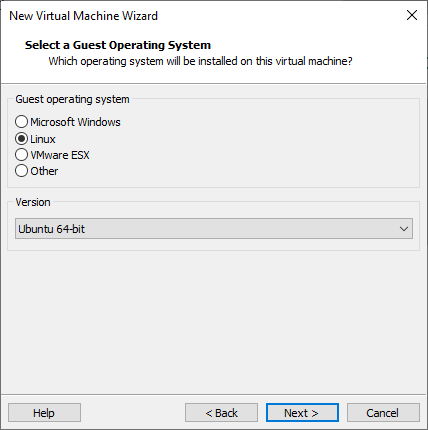 New Virtual Machine Wizard
Select a Guest Operating System
Which operating system will be installed on this virtual machine?
Guest operating system
Microsoft Windows
Linux
VMware ESX
Other
Version
Ubuntu 64-bit
Help
< Back
Next >
Cancel